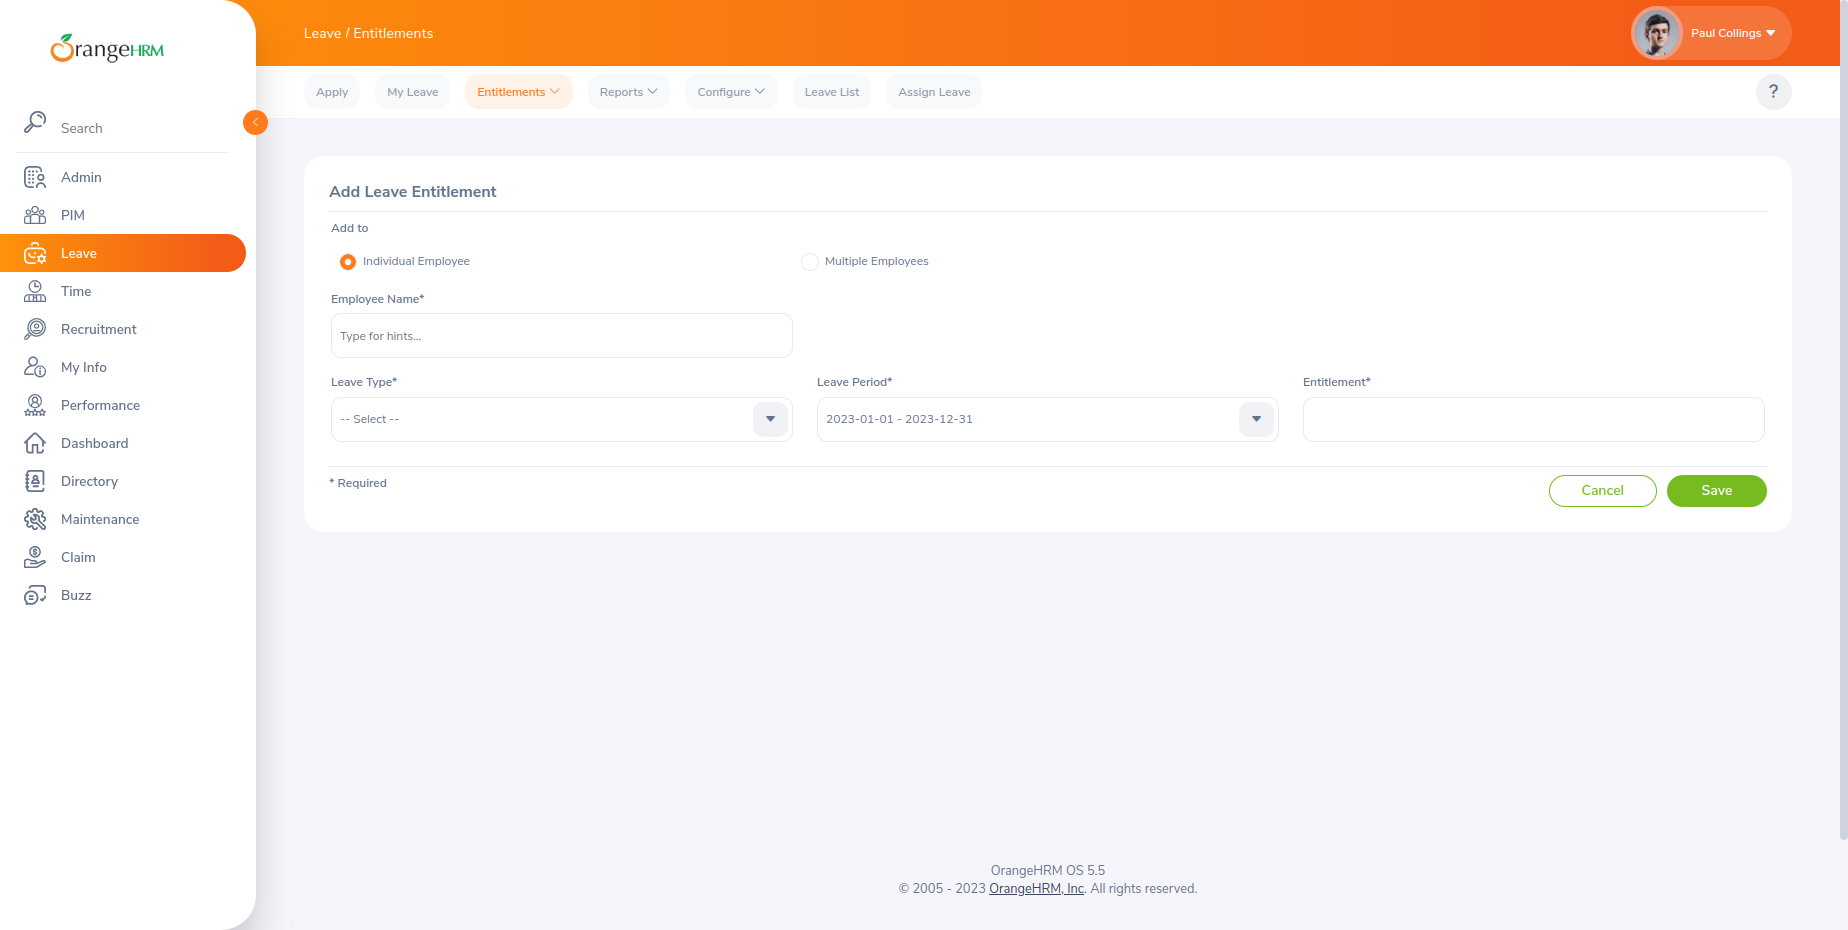 OrangeHRM
Search
Admin
PIM
Leave
Time
Recruitment
My Info
Performance
Dashboard
Directory
Maintenance
Claim
Buzz
Leave / Entitlements
Paul Collings
Apply
My Leave
Entitlements
Reports
Configure
Leave List
Assign Leave
?
Add Leave Entitlement
Add to
Individual Employee
Multiple Employees
Employee Name*
Type for hints...
Leave Type*
Leave Period*
Entitlement*
-- Select --
2023-01-01 - 2023-12-31
* Required
Cancel
Save
OrangeHRM OS 5.5
© 2005 - 2023 OrangeHRM, Inc. All rights reserved.